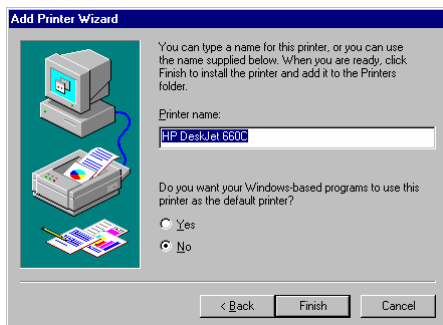 Add Printer Wizard
You can type a name for this printer, or you can use
the name supplied below. When you are ready, click
Finish to install the printer and add it to the Printers
folder.
Printer name:
HP DeskJet 660C
Do you want your Windows-based programs to use this
printer as the default printer?
Yes
No
< Back
Finish
Cancel